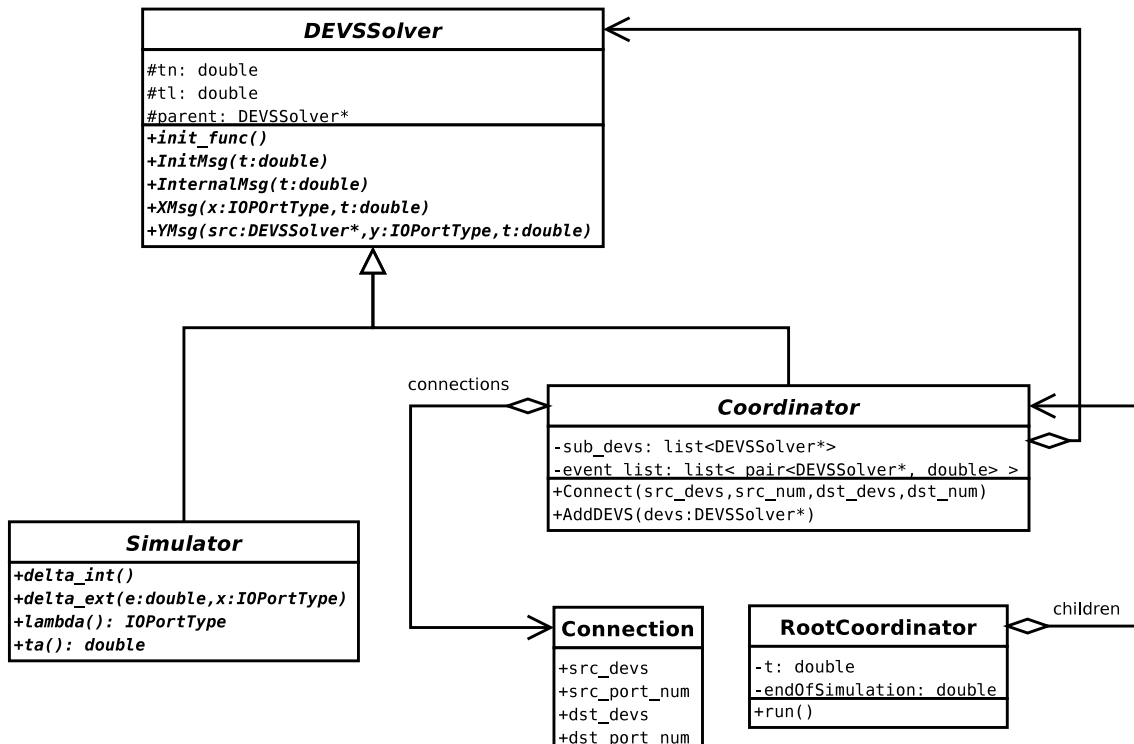 DEVSSolver
#tn: double
#tl: double
#parent: DEVSSolver*
+init_func()
+InitMsg(t:double)
+InternalMsg(t:double)
+XMsg(x:IOPOrtType,t:double)
+YMsg(src:DEVSSolver*,y:IOPortType,t:double)
connections
Coordinator
-sub_devs: list<DEVSSolver*>
-event_list: list< pair<DEVSSolver*, double> >
+Connect(src_devs,src_num,dst_devs,dst_num)
+AddDEVS(devs:DEVSSolver*)
Simulator
+delta_int()
+delta_ext(e:double,x:IOPortType)
+lambda(): IOPortType
+ta(): double
Connection
+src_devs
+src_port_num
+dst_devs
+dst_port_num
RootCoordinator
-t: double
-endOfSimulation: double
+run()
children